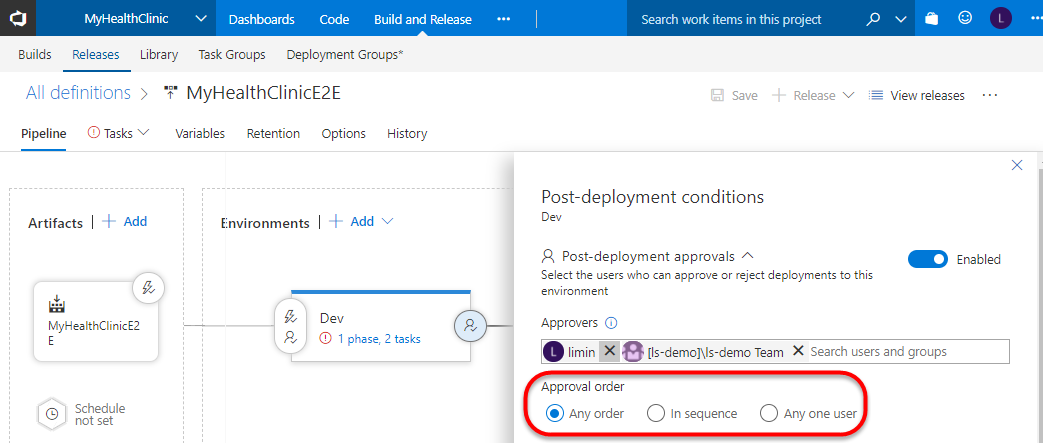 MyHealthClinic Dashboards Code Build and Release ... Search work items in this project L ...
Builds Releases Library Task Groups Deployment Groups*
All definitions > MyHealthClinicE2E Save + Release View releases ...
Pipeline Tasks Variables Retention Options History
Artifacts | + Add
Environments | + Add
MyHealthClinicE2
E
Schedule
not set
Dev
1 phase, 2 tasks
Post-deployment conditions
Dev
Post-deployment approvals Enabled
Select the users who can approve or reject deployments to this
environment
Approvers
L limin [ls-demo]\ls-demo Team Search users and groups
Approval order
Any order In sequence Any one user